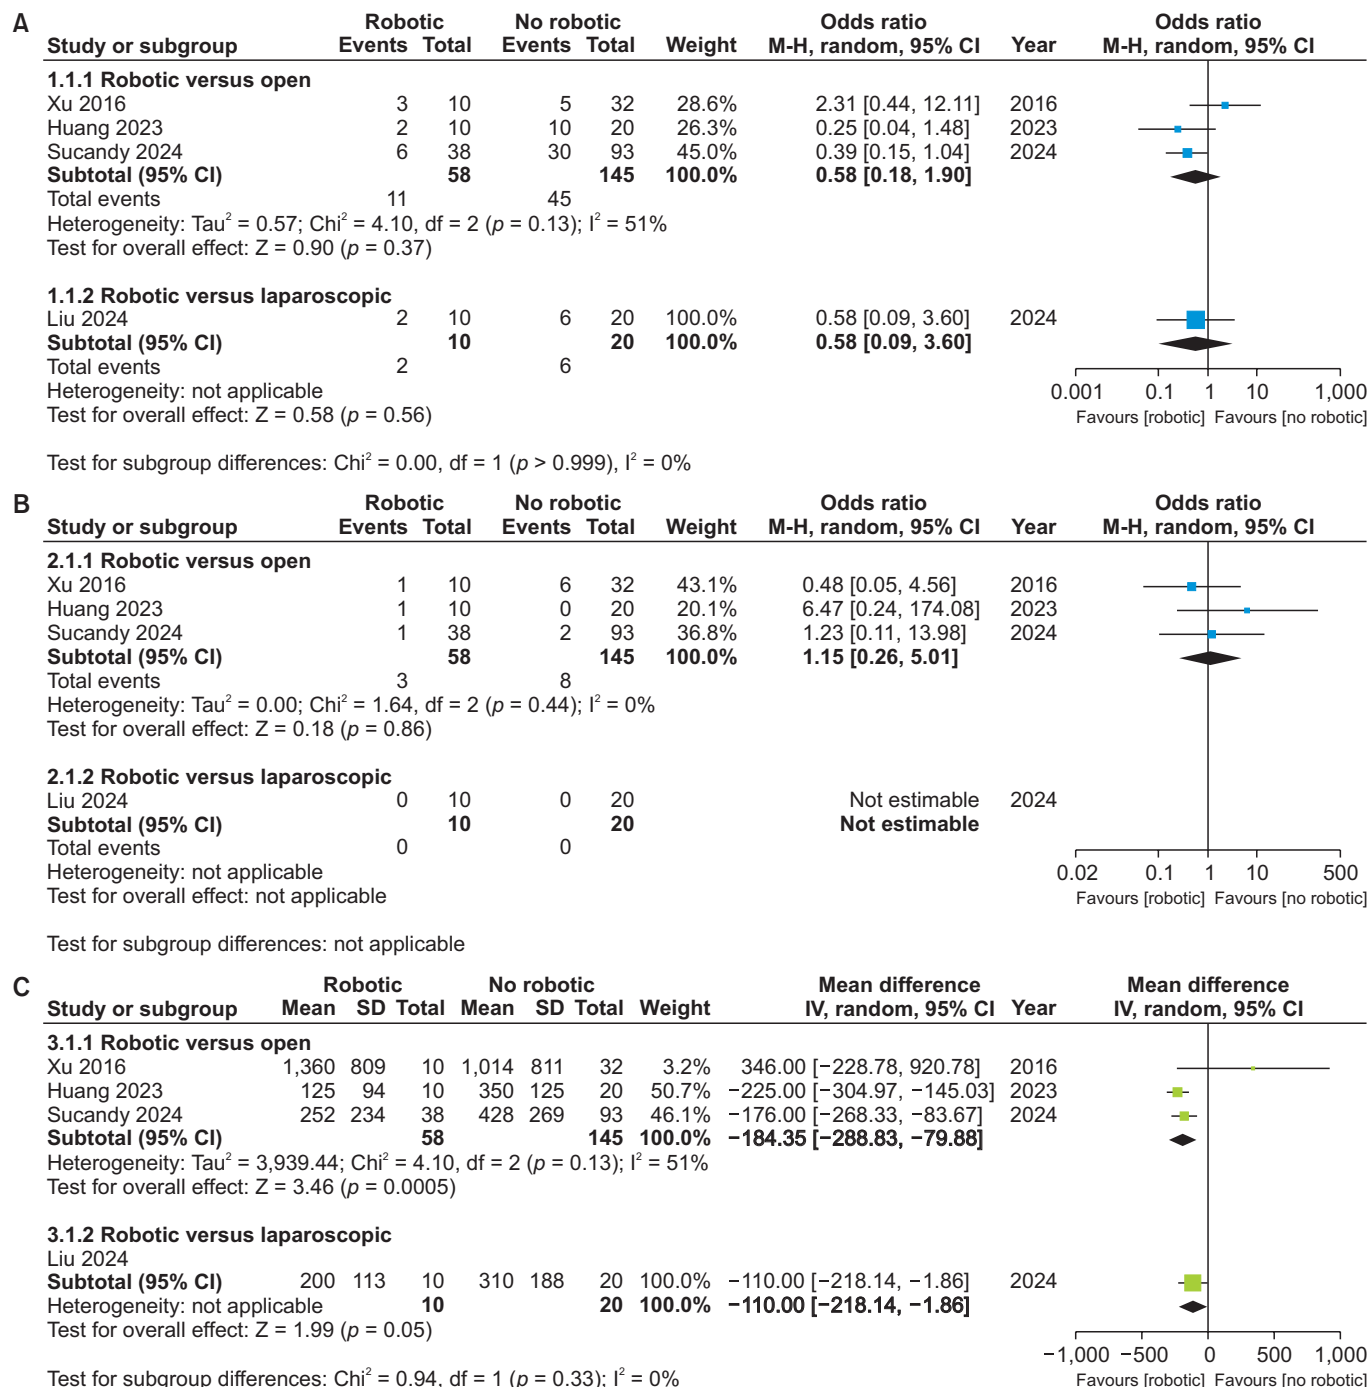 A
Robotic No robotic Odds ratio Odds ratio
Study or subgroup Events Total Events Total Weight M-H, random, 95% CI Year M-H, random, 95% CI
1.1.1 Robotic versus open
Xu 2016 3 10 5 32 28.6% 2.31 [0.44, 12.11] 2016
Huang 2023 2 10 10 20 26.3% 0.25 [0.04, 1.48] 2023
Sucandy 2024 6 38 30 93 45.0% 0.39 [0.15, 1.04] 2024
Subtotal (95% CI) 58 145 100.0% 0.58 [0.18, 1.90]
Total events 11 45
Heterogeneity: Tau² = 0.57; Chi² = 4.10, df = 2 (p = 0.13); I² = 51%
Test for overall effect: Z = 0.90 (p = 0.37)
1.1.2 Robotic versus laparoscopic
Liu 2024 2 10 6 20 100.0% 0.58 [0.09, 3.60] 2024
Subtotal (95% CI) 10 20 100.0% 0.58 [0.09, 3.60]
Total events 2 6
Heterogeneity: not applicable
Test for overall effect: Z = 0.58 (p = 0.56)
0.001 0.1 1 10 1,000
Favours [robotic] Favours [no robotic]
Test for subgroup differences: Chi² = 0.00, df = 1 (p > 0.999), I² = 0%
B
Robotic No robotic Odds ratio Odds ratio
Study or subgroup Events Total Events Total Weight M-H, random, 95% CI Year M-H, random, 95% CI
2.1.1 Robotic versus open
Xu 2016 1 10 6 32 43.1% 0.48 [0.05, 4.56] 2016
Huang 2023 1 10 0 20 20.1% 6.47 [0.24, 174.08] 2023
Sucandy 2024 1 38 2 93 36.8% 1.23 [0.11, 13.98] 2024
Subtotal (95% CI) 58 145 100.0% 1.15 [0.26, 5.01]
Total events 3 8
Heterogeneity: Tau² = 0.00; Chi² = 1.64, df = 2 (p = 0.44); I² = 0%
Test for overall effect: Z = 0.18 (p = 0.86)
2.1.2 Robotic versus laparoscopic
Liu 2024 0 10 0 20 Not estimable 2024
Subtotal (95% CI) 10 20 Not estimable
Total events 0 0
Heterogeneity: not applicable
Test for overall effect: not applicable
0.02 0.1 1 10 500
Favours [robotic] Favours [no robotic]
Test for subgroup differences: not applicable
C
Robotic No robotic Mean difference Mean difference
Study or subgroup Mean SD Total Mean SD Total Weight IV, random, 95% CI Year IV, random, 95% CI
3.1.1 Robotic versus open
Xu 2016 1,360 809 10 1,014 811 32 3.2% 346.00 [−228.78, 920.78] 2016
Huang 2023 125 94 10 350 125 20 50.7% −225.00 [−304.97, −145.03] 2023
Sucandy 2024 252 234 38 428 269 93 46.1% −176.00 [−268.33, −83.67] 2024
Subtotal (95% CI) 58 145 100.0% −184.35 [−288.83, −79.88]
Heterogeneity: Tau² = 3,939.44; Chi² = 4.10, df = 2 (p = 0.13); I² = 51%
Test for overall effect: Z = 3.46 (p = 0.0005)
3.1.2 Robotic versus laparoscopic
Liu 2024
Subtotal (95% CI) 200 113 10 310 188 20 100.0% −110.00 [−218.14, −1.86] 2024
Heterogeneity: not applicable 10 20 100.0% −110.00 [−218.14, −1.86]
Test for overall effect: Z = 1.99 (p = 0.05)
−1,000 −500 0 500 1,000
Favours [robotic] Favours [no robotic]
Test for subgroup differences: Chi² = 0.94, df = 1 (p = 0.33); I² = 0%